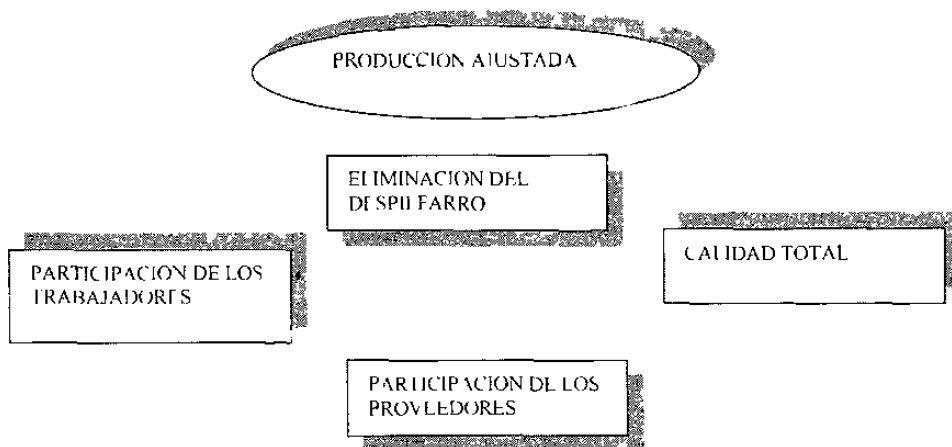 PRODUCCION AJUSTADA
ELIMINACION DEL
DESPILFARRO
PARTICIPACION DE LOS
TRABAJADORES
CALIDAD TOTAL
PARTICIPACION DE LOS
PROVEEDORES